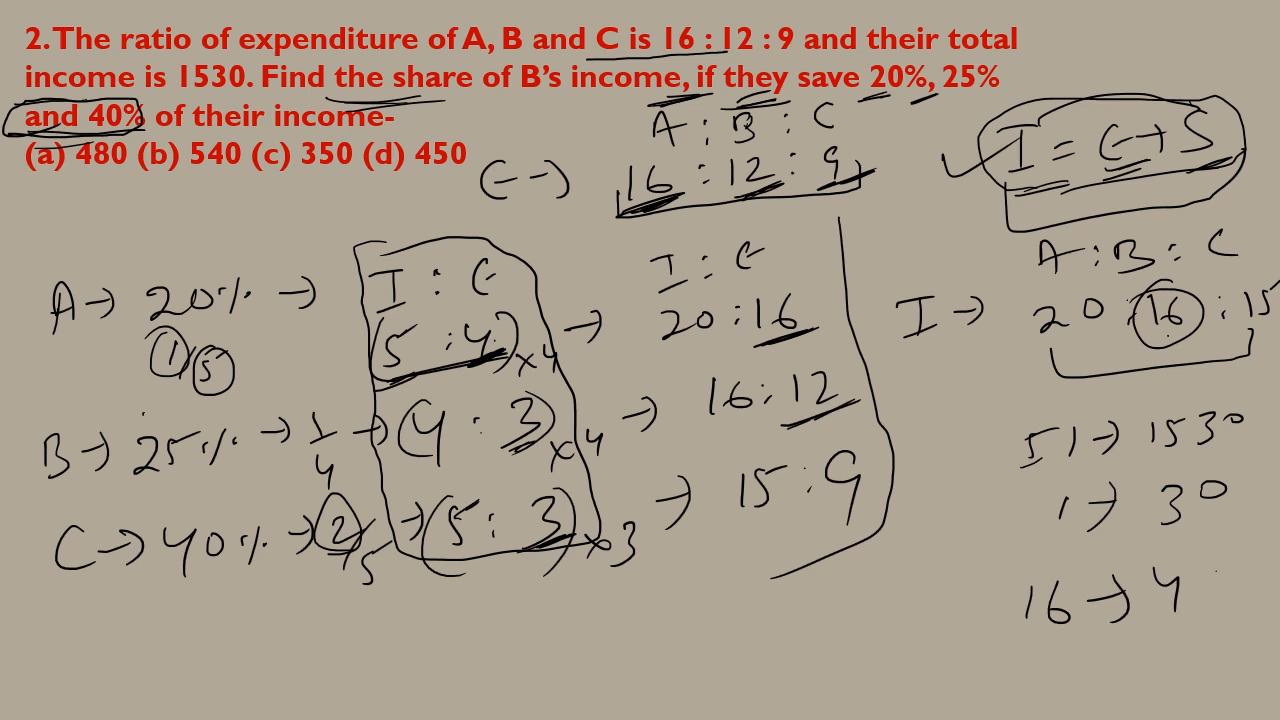 2. The ratio of expenditure of A, B and C is 16 : 12 : 9 and their total
income is 1530. Find the share of B's income, if they save 20%, 25%
and 40% of their income-
(a) 480 (b) 540 (c) 350 (d) 450
A : B : C
E → 16 : 12 : 9
I = E + S
A → 20% → I : E
1/5 (5 : 4) ×4 →
I : E
20 : 16
B → 25% → 1/4 → (4 : 3) ×4 → 16 : 12
C → 40% → 2/5 → (5 : 3) ×3 → 15 : 9
A : B : C
I → 20 : 16 : 15
51 → 1530
1 → 30
16 → 4